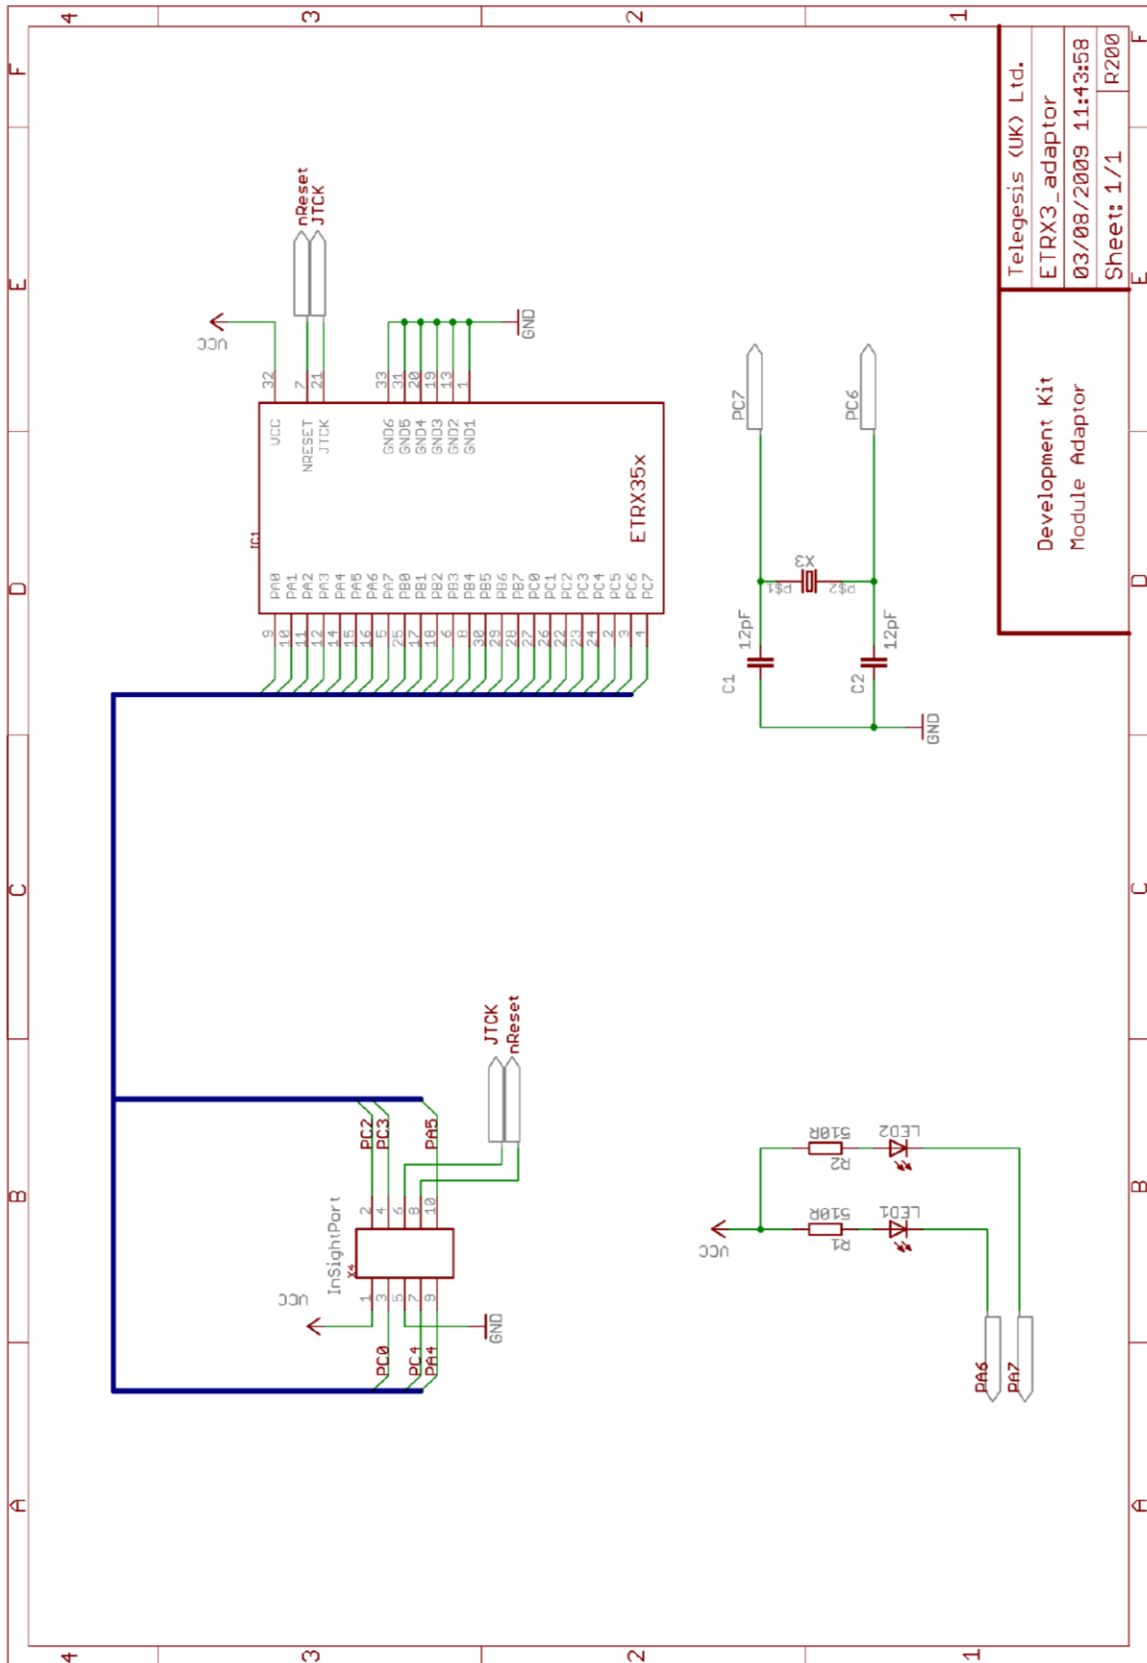 A B C D E F
4 4
3 3
2 2
1 1
A B C D E F
InSightPort
X4
VCC
1 2 PC2
PC0 3 4 PC3
5 6
PC4 7 8
PA4 9 10 PA5
GND
JTCK
nReset
IC1
9 PA0
10 PA1
11 PA2
12 PA3
14 PA4
15 PA5
16 PA6
5 PA7
25 PB0
17 PB1
18 PB2
6 PB3
8 PB4
30 PB5
29 PB6
28 PB7
27 PC0
26 PC1
22 PC2
23 PC3
24 PC4
2 PC5
3 PC6
4 PC7
VCC
VCC 32
NRESET 7 nReset
JTCK 21 JTCK
GND6 33
GND5 31
GND4 20
GND3 19
GND2 13
GND1 1
GND
ETRX35x
VCC
R1 510R
R2 510R
LED1
LED2
PA6
PA7
C1 12pF
P$1
X3
P$2
C2 12pF
GND
PC7
PC6
Development Kit
Module Adaptor
Telegesis (UK) Ltd.
ETRX3_adaptor
03/08/2009 11:43:58
Sheet: 1/1 R200